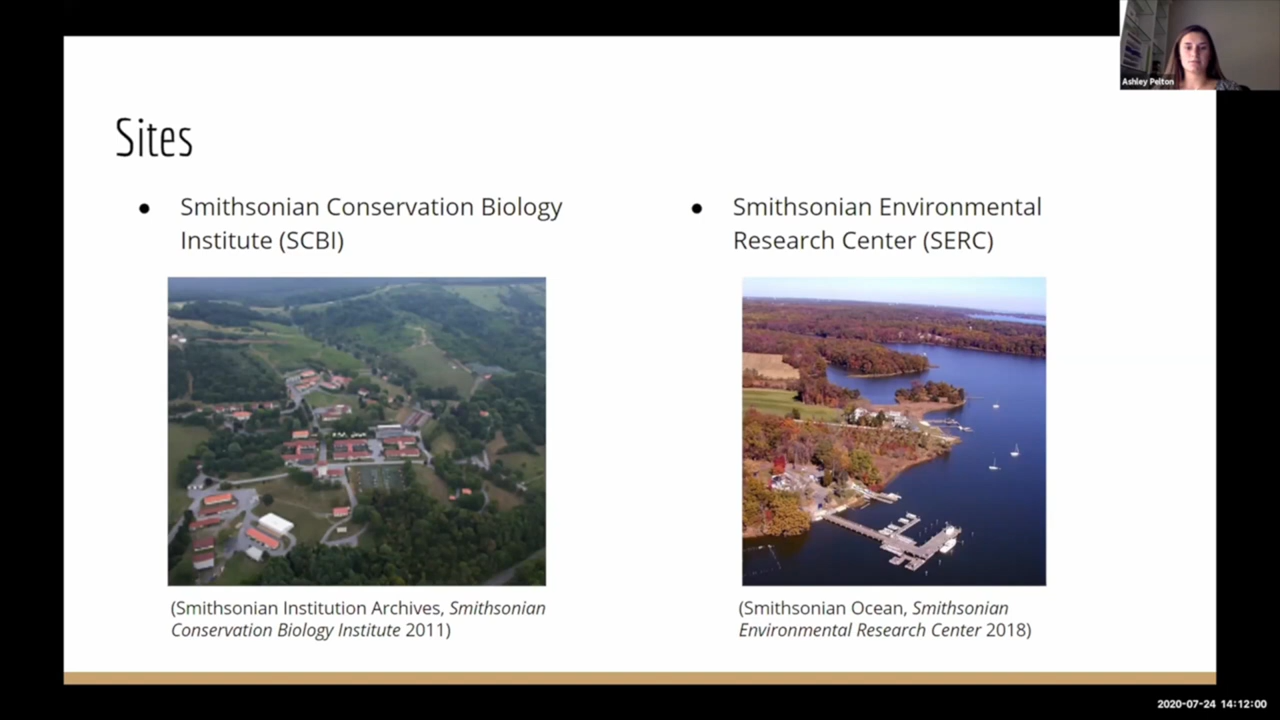 Ashley Pelton
Sites
● Smithsonian Conservation Biology
Institute (SCBI)
(Smithsonian Institution Archives, Smithsonian
Conservation Biology Institute 2011)
● Smithsonian Environmental
Research Center (SERC)
(Smithsonian Ocean, Smithsonian
Environmental Research Center 2018)
2020-07-24 14:12:00